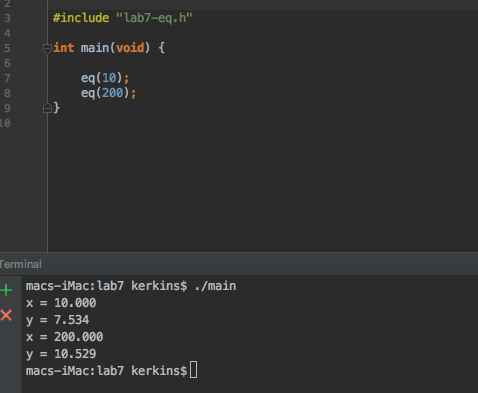 2
3 #include "lab7-eq.h"
4
5 int main(void) {
6
7 eq(10);
8 eq(200);
9 }
10
Terminal
macs-iMac:lab7 kerkins$ ./main
x = 10.000
y = 7.534
x = 200.000
y = 10.529
macs-iMac:lab7 kerkins$